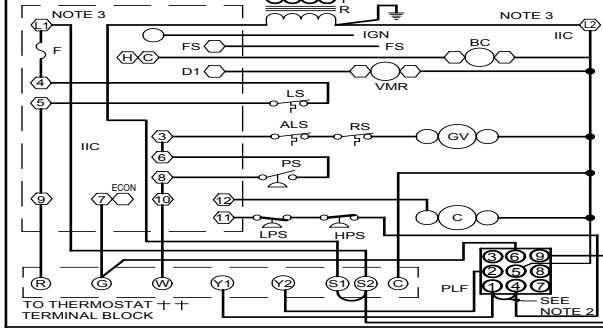 NOTE 3
T
R
NOTE 3
L1
IGN
IIC
L2
F
FS
FS
BC
H C
D1
VMR
4
LS
5
ALS
RS
3
GV
IIC
6
PS
8
ECON
9
7
10
12
11
C
LPS
HPS
3 6 9
R
G
W
Y1
Y2
S1
S2
C
PLF
2 5 8
1 4 7
TO THERMOSTAT ++
TERMINAL BLOCK
SEE
NOTE 2